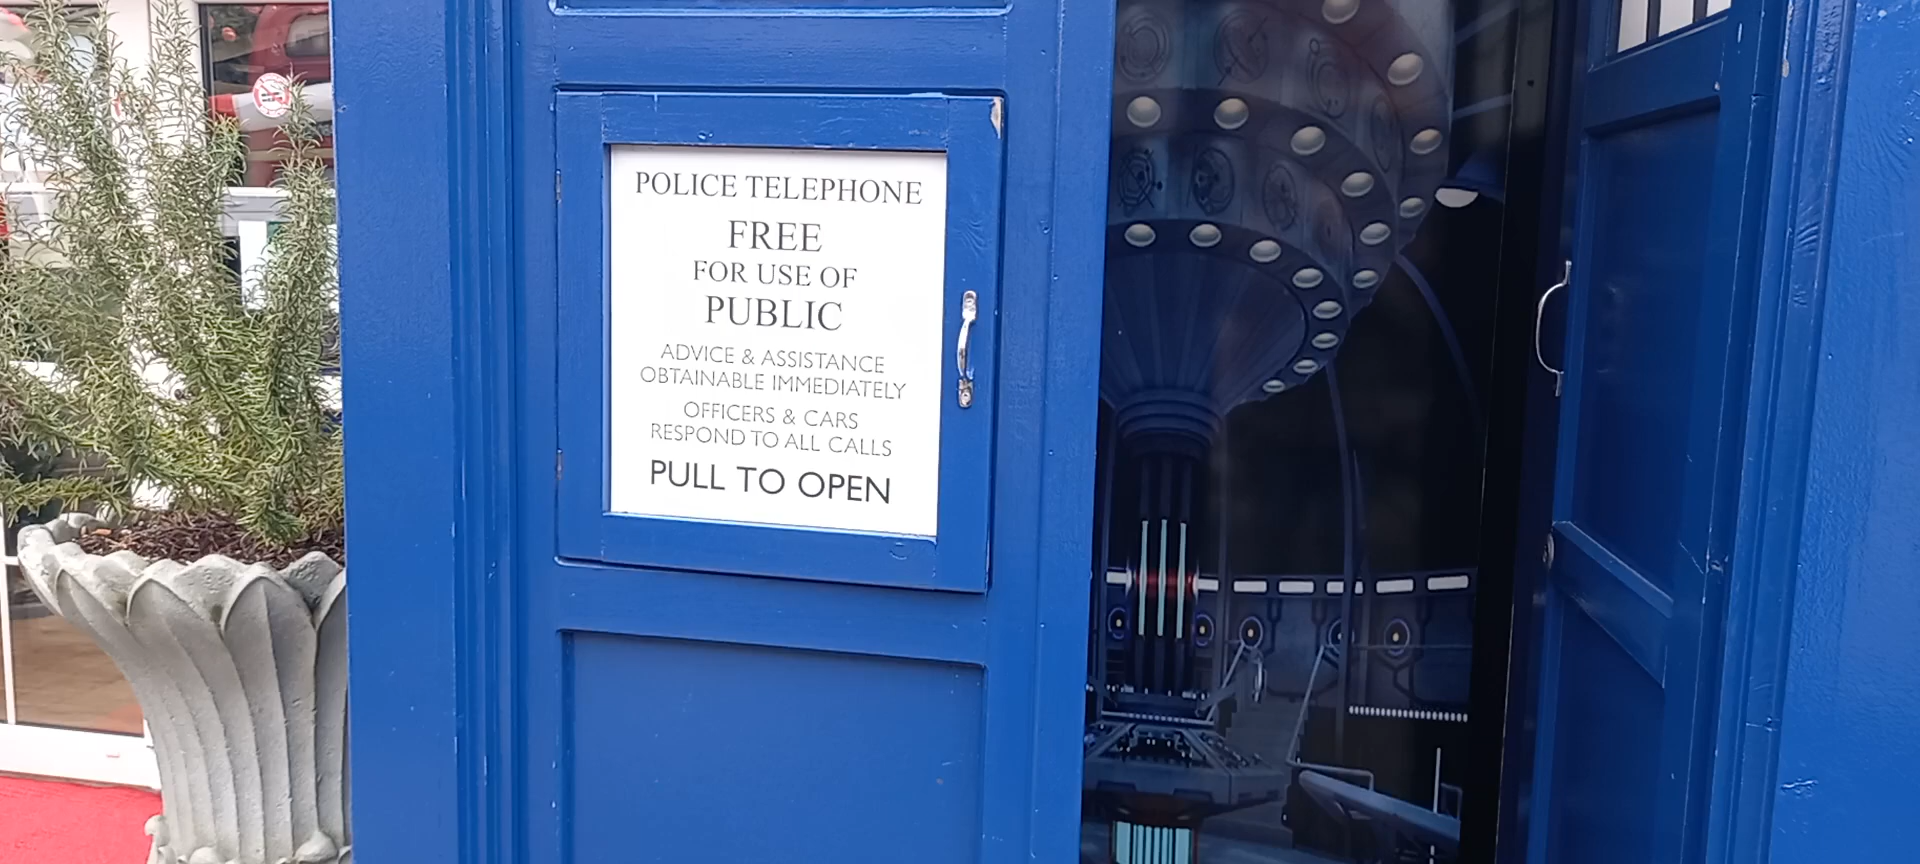 POLICE TELEPHONE
FREE
FOR USE OF
PUBLIC
ADVICE & ASSISTANCE
OBTAINABLE IMMEDIATELY
OFFICERS & CARS
RESPOND TO ALL CALLS
PULL TO OPEN